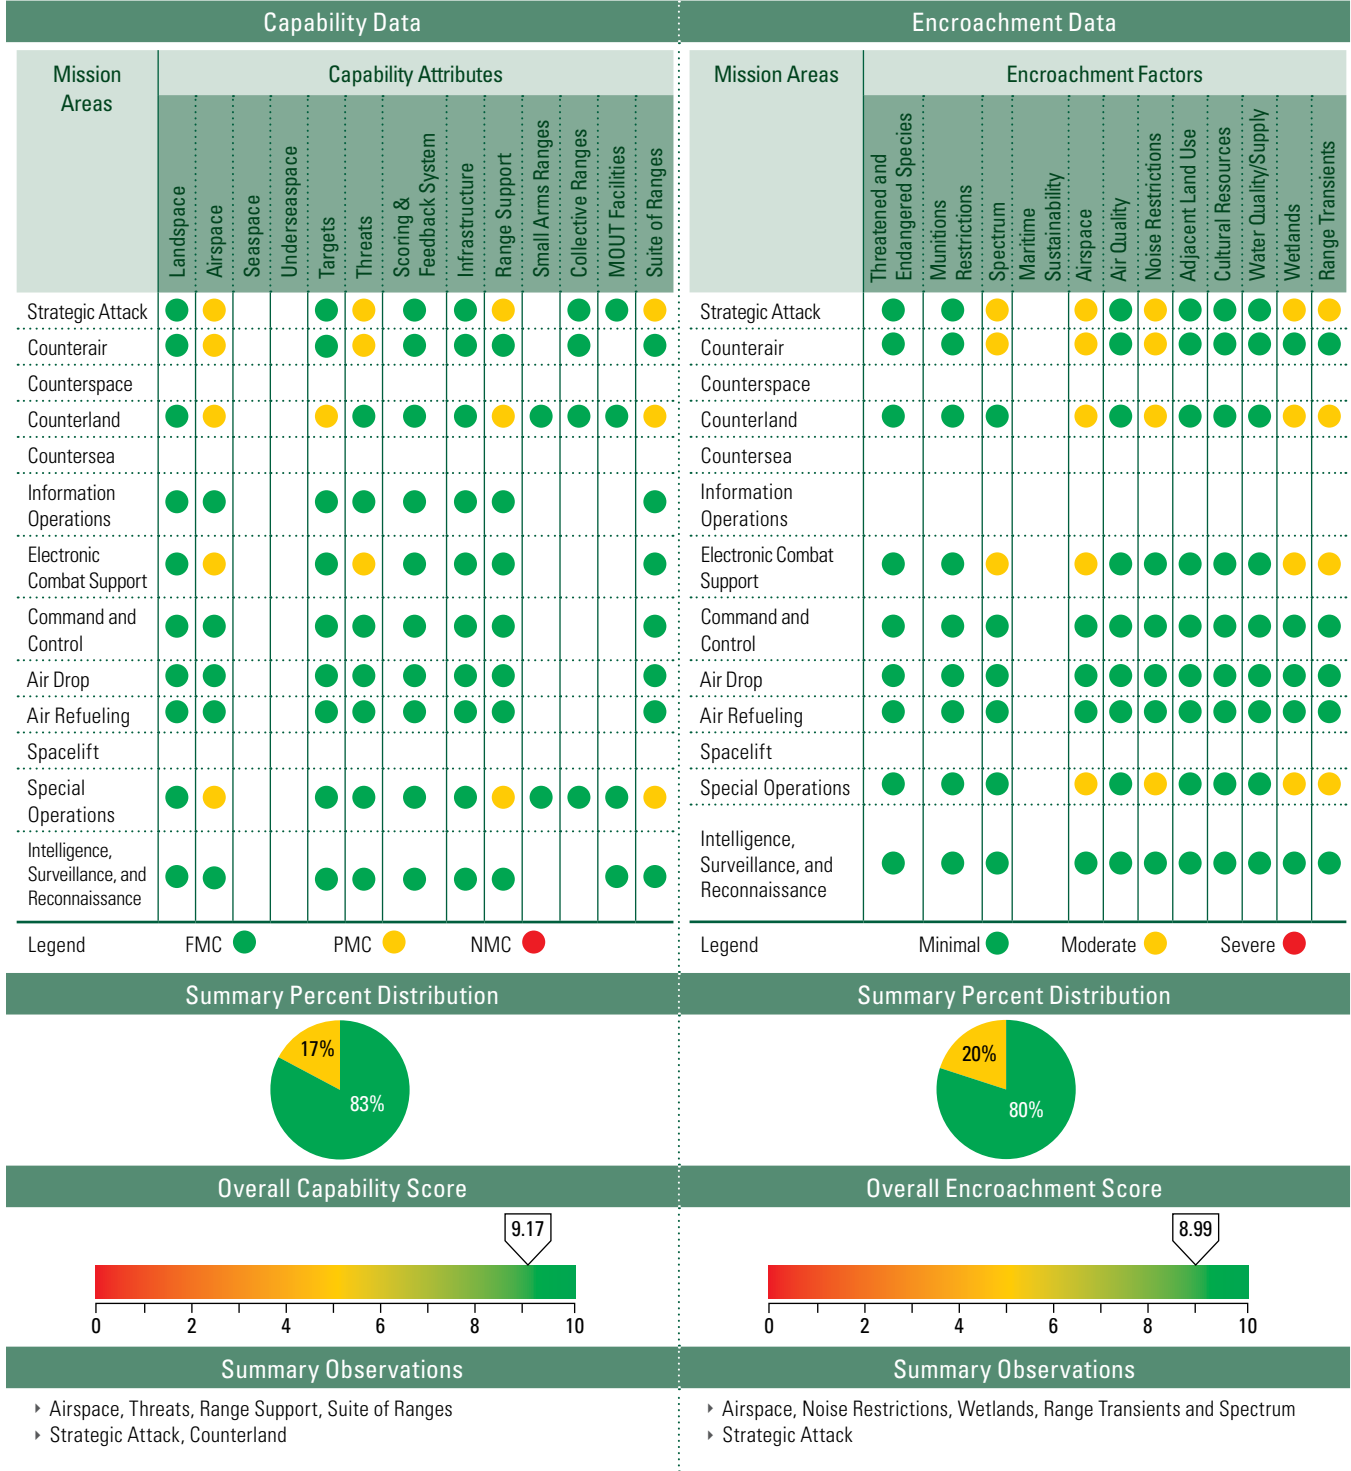 Capability Data
Mission
Areas
Capability Attributes
Landspace
Airspace
Seaspace
Underseaspace
Targets
Threats
Scoring &
Feedback System
Infrastructure
Range Support
Small Arms Ranges
Collective Ranges
MOUT Facilities
Suite of Ranges
Strategic Attack
Counterair
Counterspace
Counterland
Countersea
Information
Operations
Electronic
Combat Support
Command and
Control
Air Drop
Air Refueling
Spacelift
Special
Operations
Intelligence,
Surveillance, and
Reconnaissance
Legend FMC PMC NMC
Summary Percent Distribution
17%
83%
Overall Capability Score
9.17
0 2 4 6 8 10
Summary Observations
‣ Airspace, Threats, Range Support, Suite of Ranges
‣ Strategic Attack, Counterland
Encroachment Data
Mission Areas
Encroachment Factors
Threatened and
Endangered Species
Munitions
Restrictions
Spectrum
Maritime
Sustainability
Airspace
Air Quality
Noise Restrictions
Adjacent Land Use
Cultural Resources
Water Quality/Supply
Wetlands
Range Transients
Strategic Attack
Counterair
Counterspace
Counterland
Countersea
Information
Operations
Electronic Combat
Support
Command and
Control
Air Drop
Air Refueling
Spacelift
Special Operations
Intelligence,
Surveillance, and
Reconnaissance
Legend Minimal Moderate Severe
Summary Percent Distribution
20%
80%
Overall Encroachment Score
8.99
0 2 4 6 8 10
Summary Observations
‣ Airspace, Noise Restrictions, Wetlands, Range Transients and Spectrum
‣ Strategic Attack